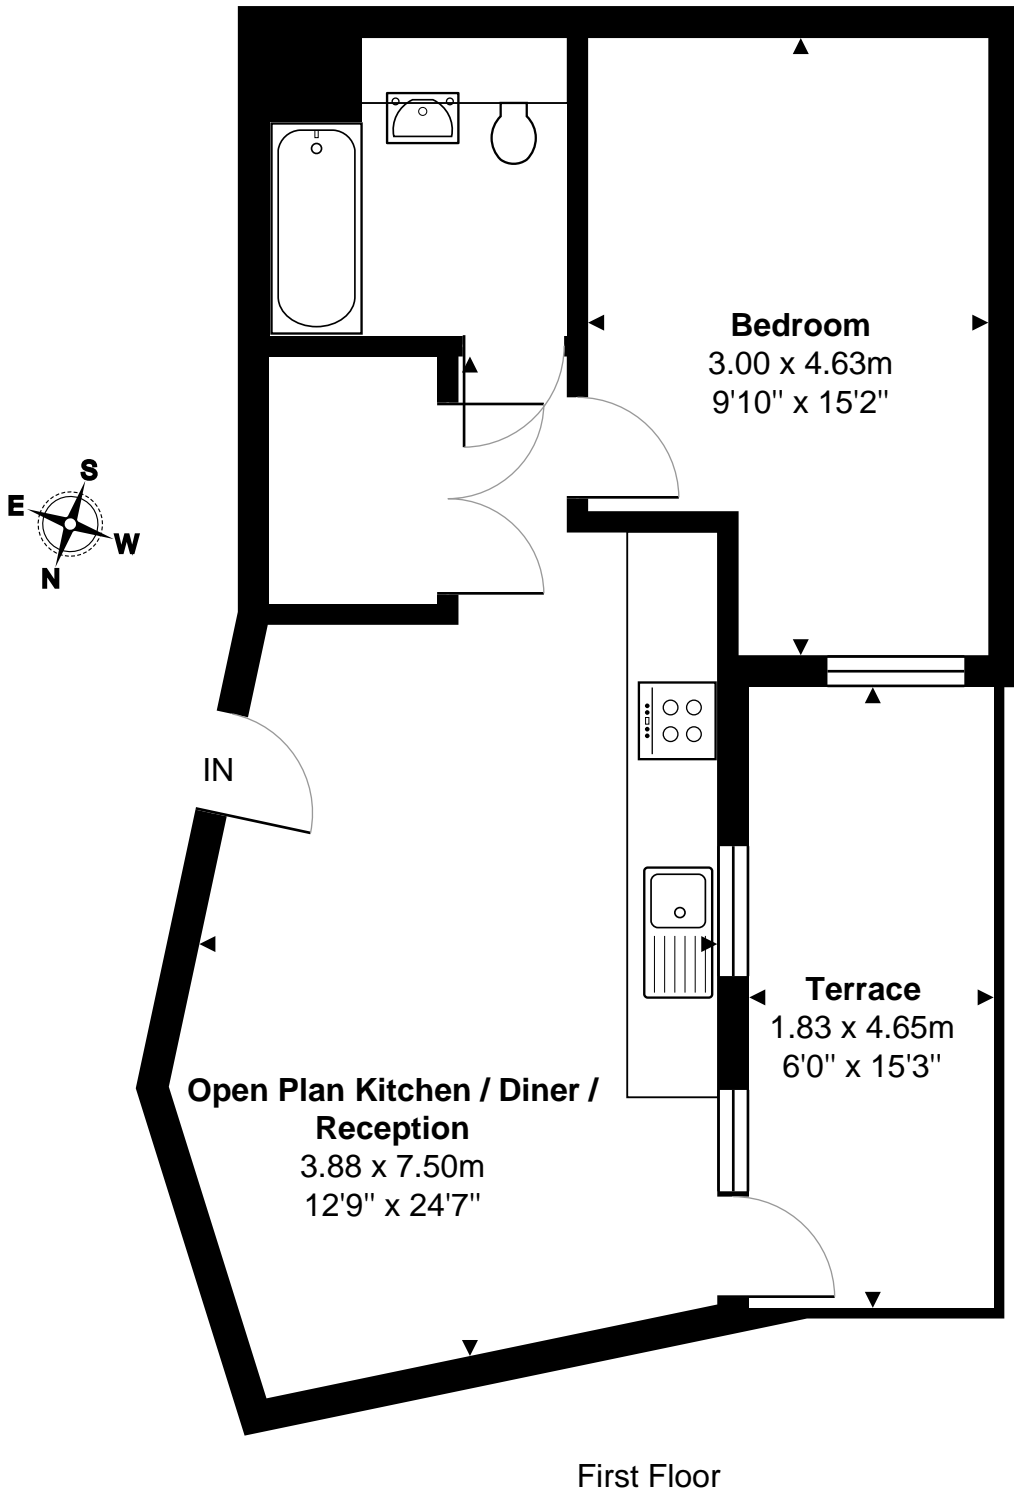 Bedroom
3.00 x 4.63m
9'10" x 15'2"
S
E
W
N
IN
Terrace
1.83 x 4.65m
6'0" x 15'3"
Open Plan Kitchen / Diner /
Reception
3.88 x 7.50m
12'9" x 24'7"
First Floor